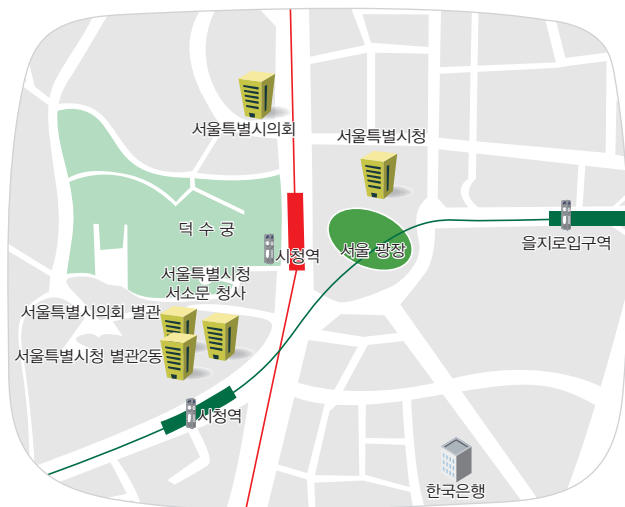 서울특별시의회
서울특별시청
덕수궁
을지로입구역
시청역
서울 광장
서울특별시청
서소문 청사
서울특별시의회 별관
서울특별시청 별관2동
시청역
한국은행